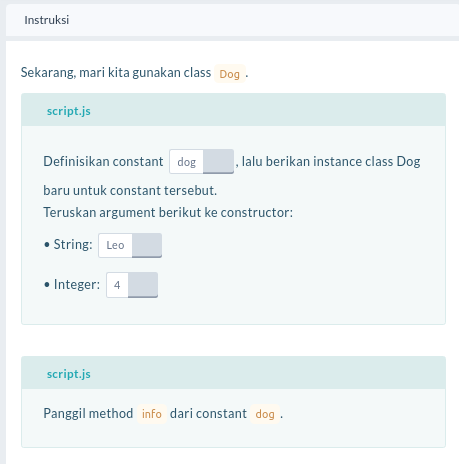 Instruksi
Sekarang, mari kita gunakan class Dog .
script.js
Definisikan constant dog , lalu berikan instance class Dog
baru untuk constant tersebut.
Teruskan argument berikut ke constructor:
• String: Leo
• Integer: 4
script.js
Panggil method info dari constant dog .